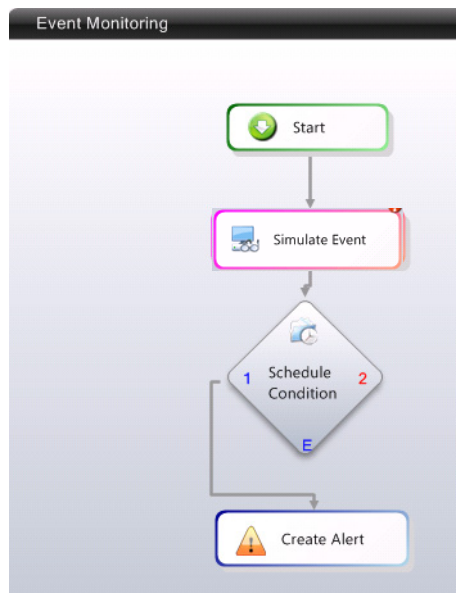 Event Monitoring
Start
Simulate Event
Schedule
1 2
Condition
E
Create Alert